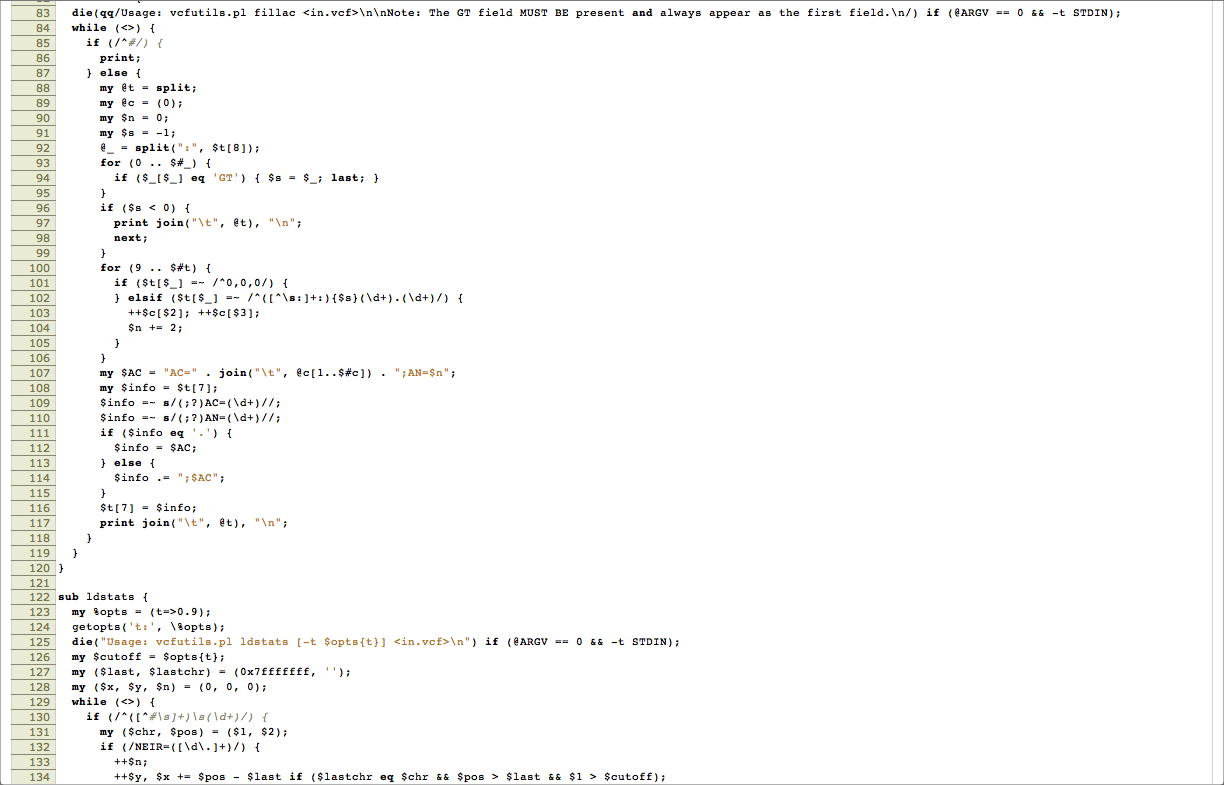 83 die(qq/Usage: vcfutils.pl fillac <in.vcf>\n\nNote: The GT field MUST BE present and always appear as the first field.\n/) if (@ARGV == 0 && -t STDIN);
84 while (<>) {
85 if (/^#/) {
86 print;
87 } else {
88 my @t = split;
89 my @c = (0);
90 my $n = 0;
91 my $s = -1;
92 @_ = split(":", $t[8]);
93 for (0 .. $#_) {
94 if ($_[$_] eq 'GT') { $s = $_; last; }
95 }
96 if ($s < 0) {
97 print join("\t", @t), "\n";
98 next;
99 }
100 for (9 .. $#t) {
101 if ($t[$_] =~ /^0,0,0/) {
102 } elsif ($t[$_] =~ /^([^\s:]+:){$s}(\d+).(\d+)/) {
103 ++$c[$2]; ++$c[$3];
104 $n += 2;
105 }
106 }
107 my $AC = "AC=" . join("\t", @c[1..$#c]) . ";AN=$n";
108 my $info = $t[7];
109 $info =~ s/(;?)AC=(\d+)//;
110 $info =~ s/(;?)AN=(\d+)//;
111 if ($info eq '.') {
112 $info = $AC;
113 } else {
114 $info .= ";$AC";
115 }
116 $t[7] = $info;
117 print join("\t", @t), "\n";
118 }
119 }
120 }
121
122 sub ldstats {
123 my %opts = (t=>0.9);
124 getopts('t:', \%opts);
125 die("Usage: vcfutils.pl ldstats [-t $opts{t}] <in.vcf>\n") if (@ARGV == 0 && -t STDIN);
126 my $cutoff = $opts{t};
127 my ($last, $lastchr) = (0x7fffffff, '');
128 my ($x, $y, $n) = (0, 0, 0);
129 while (<>) {
130 if (/^([^#\s]+)\s(\d+)/) {
131 my ($chr, $pos) = ($1, $2);
132 if (/NEIR=([\d\.]+)/) {
133 ++$n;
134 ++$y, $x += $pos - $last if ($lastchr eq $chr && $pos > $last && $1 > $cutoff);